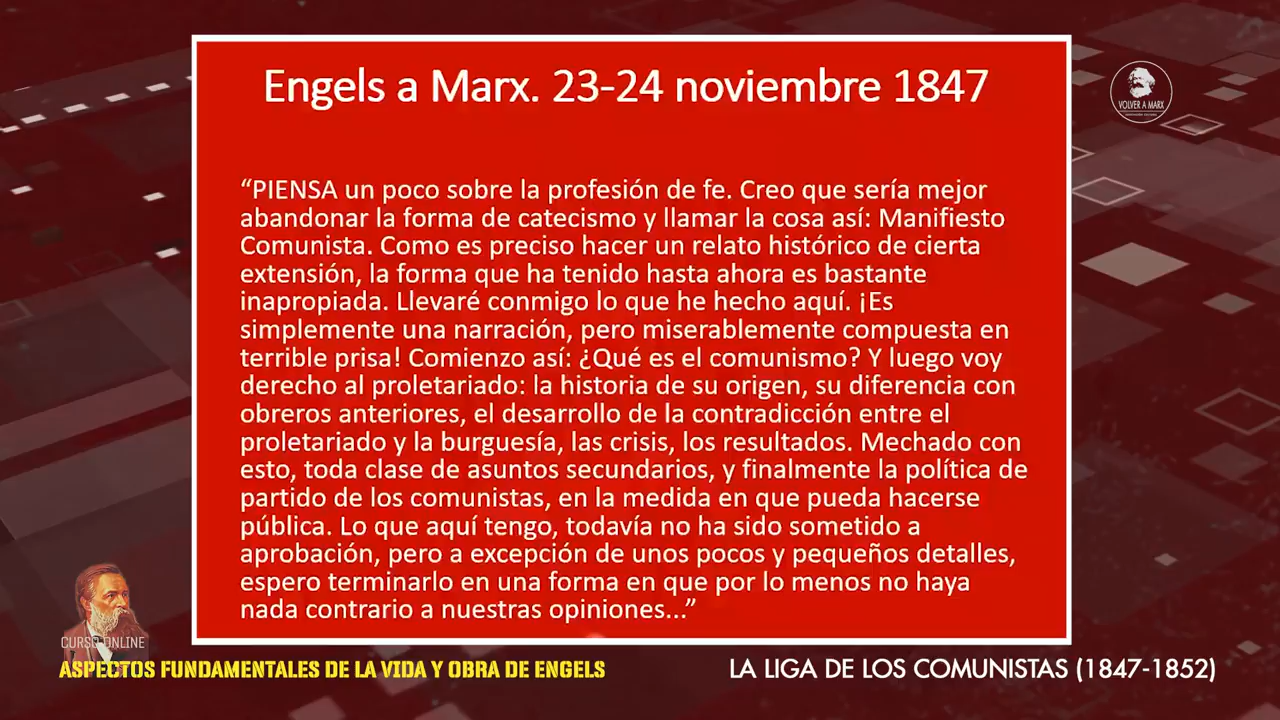 Engels a Marx. 23-24 noviembre 1847
VOLVER A MARX
“PIENSA un poco sobre la profesión de fe. Creo que sería mejor
abandonar la forma de catecismo y llamar la cosa así: Manifiesto
Comunista. Como es preciso hacer un relato histórico de cierta
extensión, la forma que ha tenido hasta ahora es bastante
inapropiada. Llevaré conmigo lo que he hecho aquí. ¡Es
simplemente una narración, pero miserablemente compuesta en
terrible prisa! Comienzo así: ¿Qué es el comunismo? Y luego voy
derecho al proletariado: la historia de su origen, su diferencia con
obreros anteriores, el desarrollo de la contradicción entre el
proletariado y la burguesía, las crisis, los resultados. Mechado con
esto, toda clase de asuntos secundarios, y finalmente la política de
partido de los comunistas, en la medida en que pueda hacerse
pública. Lo que aquí tengo, todavía no ha sido sometido a
aprobación, pero a excepción de unos pocos y pequeños detalles,
espero terminarlo en una forma en que por lo menos no haya
nada contrario a nuestras opiniones...”
CURSO ONLINE
ASPECTOS FUNDAMENTALES DE LA VIDA Y OBRA DE ENGELS
LA LIGA DE LOS COMUNISTAS (1847-1852)